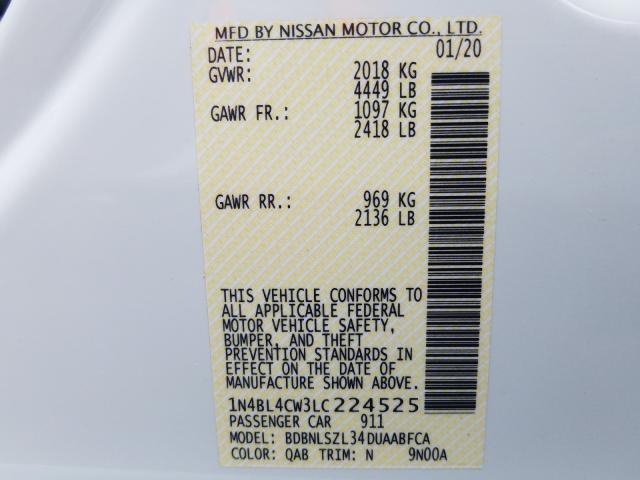 MFD BY NISSAN MOTOR CO., LTD.
DATE: 01/20
GVWR: 2018 KG
4449 LB
GAWR FR.: 1097 KG
2418 LB
GAWR RR.: 969 KG
2136 LB
THIS VEHICLE CONFORMS TO
ALL APPLICABLE FEDERAL
MOTOR VEHICLE SAFETY,
BUMPER, AND THEFT
PREVENTION STANDARDS IN
EFFECT ON THE DATE OF
MANUFACTURE SHOWN ABOVE.
1N4BL4CW3LC224525
PASSENGER CAR 911
MODEL: BDBNLSZL34DUAABFCA
COLOR: QAB TRIM: N 9N00A